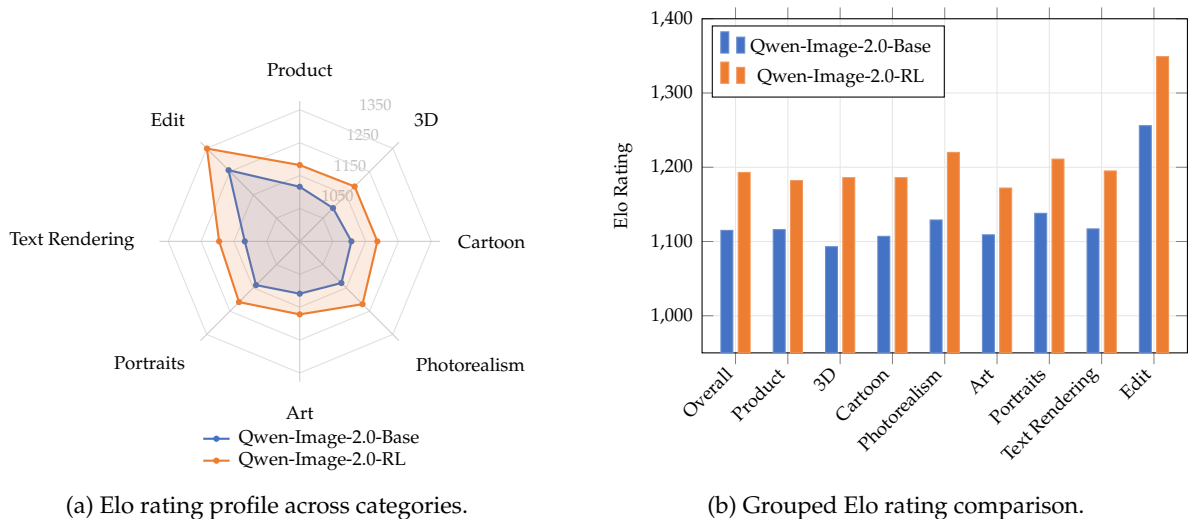 Product
3D
Cartoon
Photorealism
Art
Portraits
Text Rendering
Edit
1350
1250
1150
1050
Qwen-Image-2.0-Base
Qwen-Image-2.0-RL
(a) Elo rating profile across categories.
1,400
1,300
1,200
1,100
1,000
Elo Rating
Qwen-Image-2.0-Base
Qwen-Image-2.0-RL
Overall
Product
3D
Cartoon
Photorealism
Art
Portraits
Text Rendering
Edit
(b) Grouped Elo rating comparison.